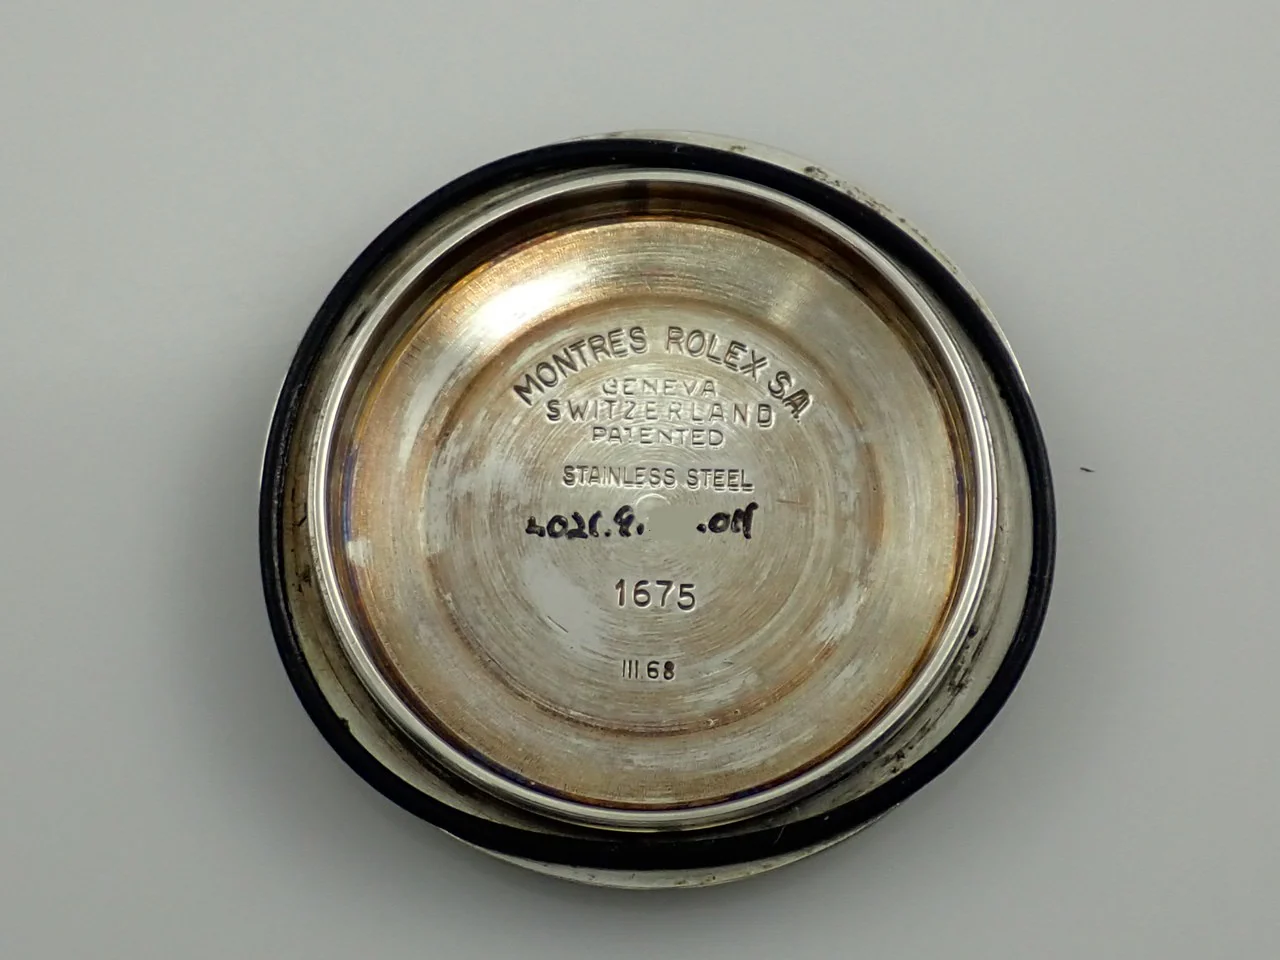 MONTRES ROLEX S.A.
GENEVA
SWITZERLAND
PATENTED
STAINLESS STEEL
1675
III.68